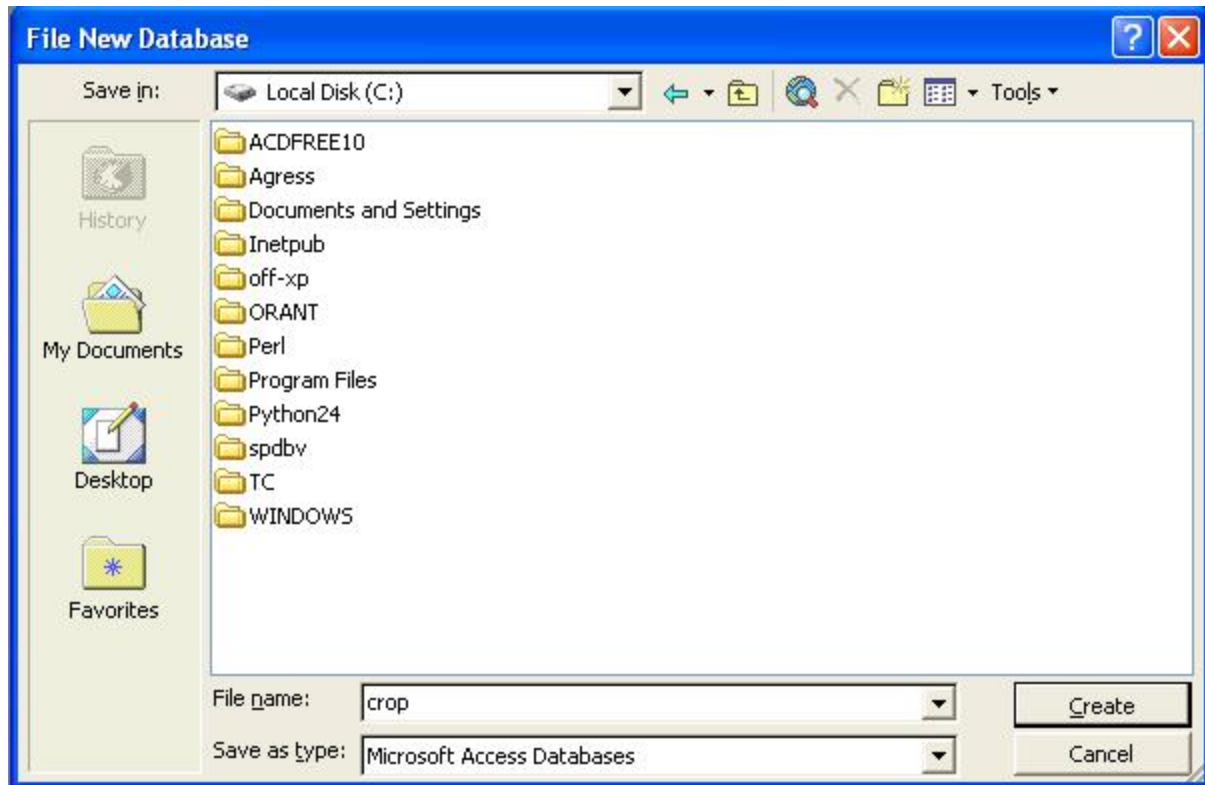 File New Database
Save in:
Local Disk (C:)
Tools
History
My Documents
Desktop
Favorites
ACDFREE10
Agress
Documents and Settings
Inetpub
off-xp
ORANT
Perl
Program Files
Python24
spdbv
TC
WINDOWS
File name:
crop
Create
Save as type:
Microsoft Access Databases
Cancel